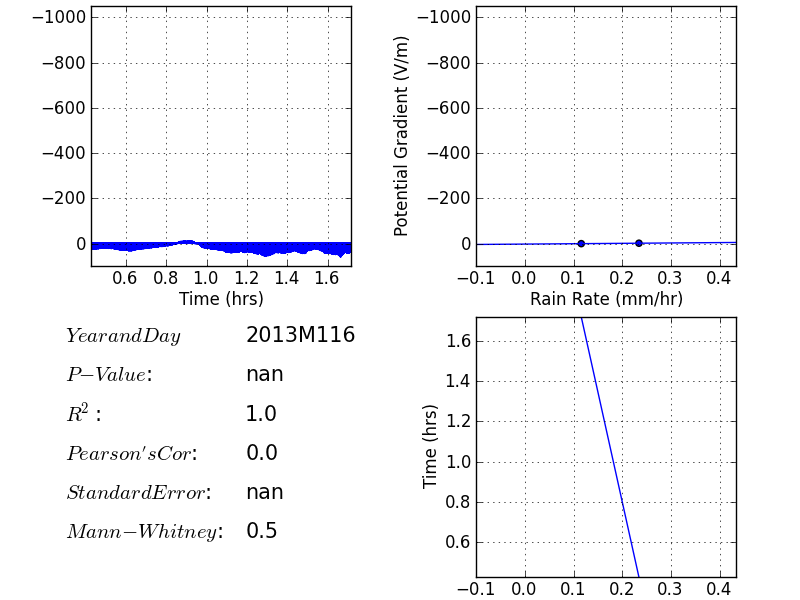 −1000
−800
−600
−400
−200
0
0.6 0.8 1.0 1.2 1.4 1.6
Time (hrs)
Potential Gradient (V/m)
−1000
−800
−600
−400
−200
0
−0.1 0.0 0.1 0.2 0.3 0.4
Rain Rate (mm/hr)
YearandDay 2013M116
P−Value: nan
R² : 1.0
Pearson′sCor: 0.0
StandardError: nan
Mann−Whitney: 0.5
Time (hrs)
1.6
1.4
1.2
1.0
0.8
0.6
−0.1 0.0 0.1 0.2 0.3 0.4